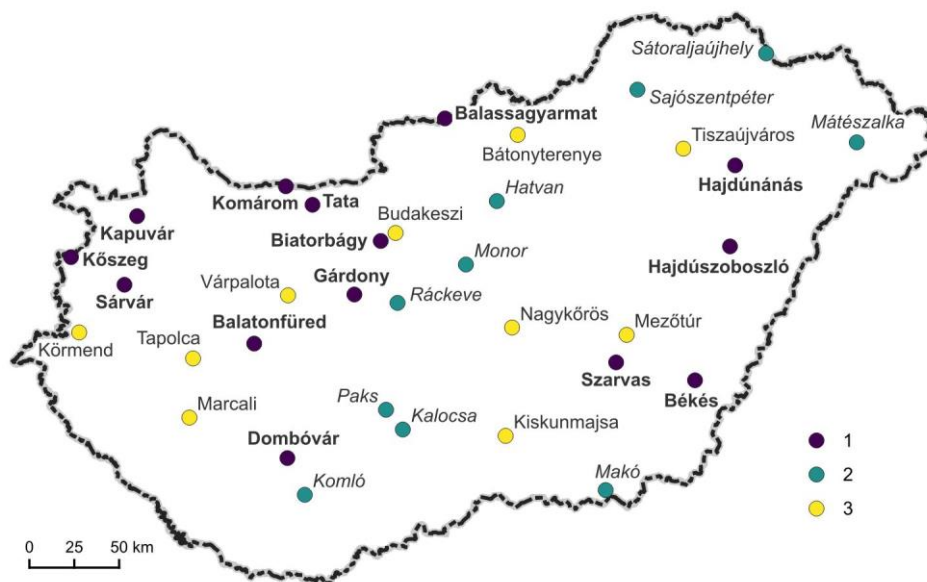 Sátoraljaújhely
Sajószentpéter
Balassagyarmat
Mátészalka
Tiszaújváros
Bátonyterenye
Hajdúnánás
Hatvan
Komárom
Tata
Budakeszi
Kapuvár
Biatorbágy
Monor
Kőszeg
Hajdúszoboszló
Gárdony
Várpalota
Sárvár
Ráckeve
Nagykőrös
Balatonfüred
Mezőtúr
Körmend
Tapolca
Szarvas
Paks
Békés
Marcali
Kalocsa
Kiskunmajsa
Dombóvár
1
Komló
Makó
2
3
0 25 50 km